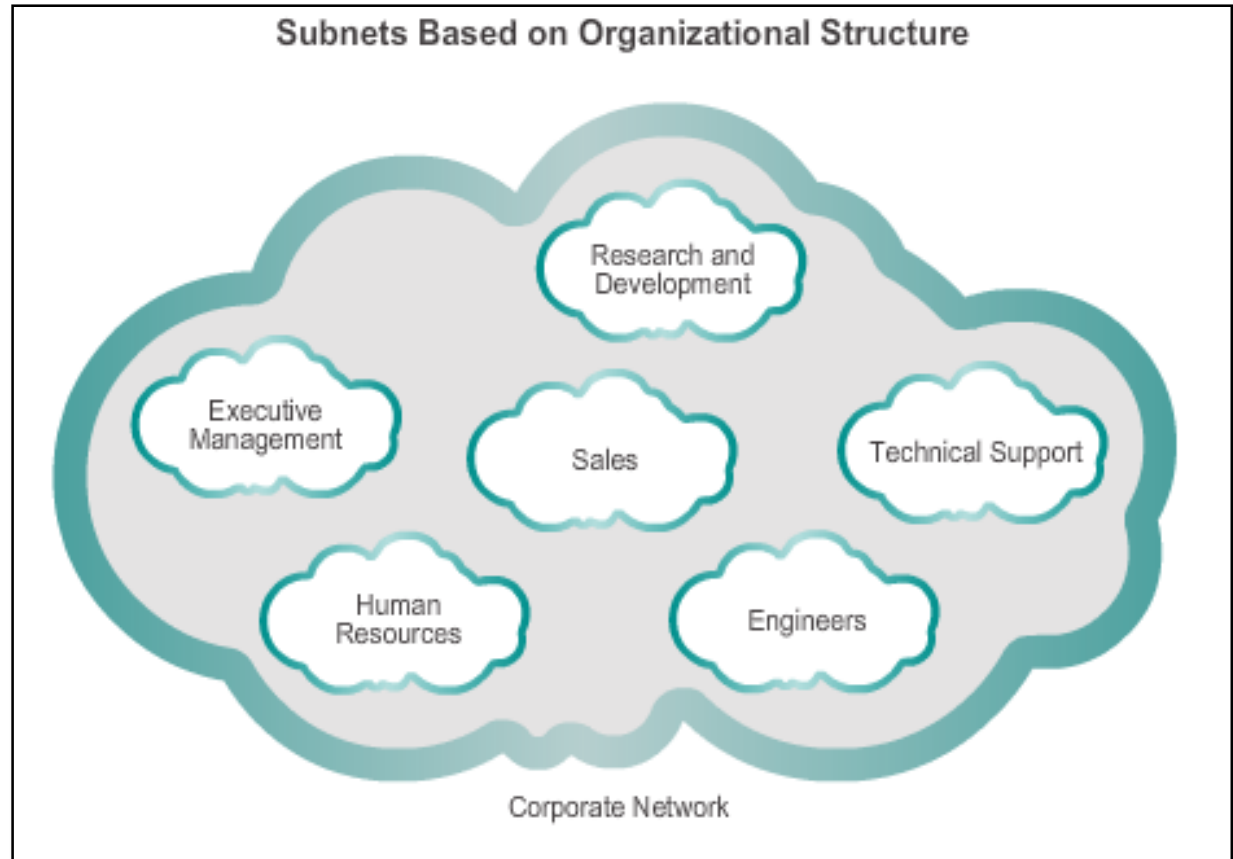 Subnets Based on Organizational Structure
Research and
Development
Executive
Management
Sales
Technical Support
Human
Resources
Engineers
Corporate Network